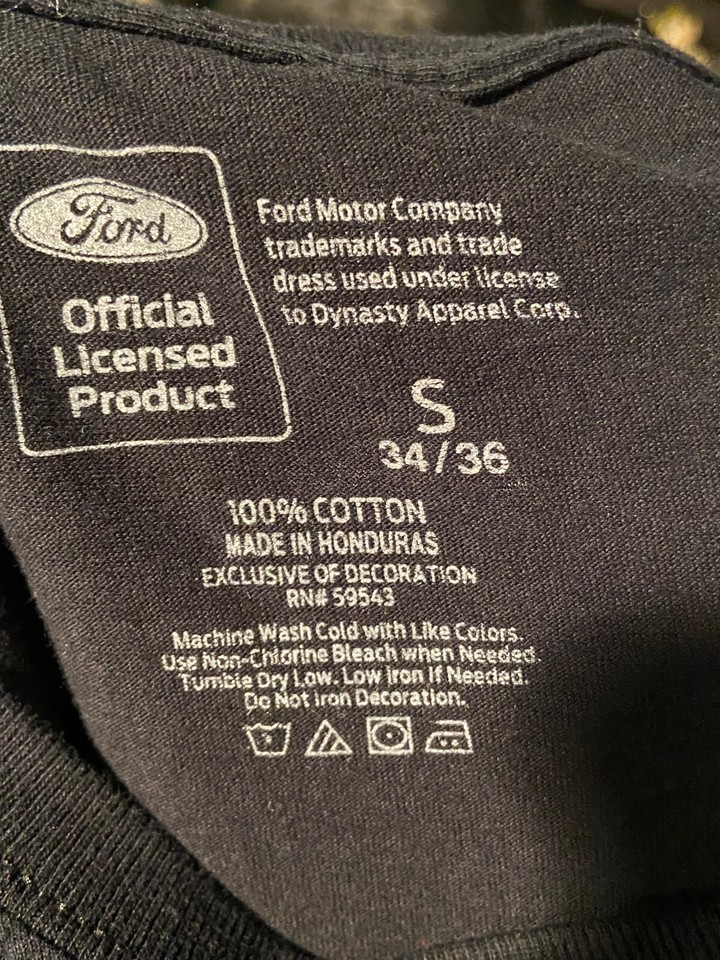 Ford
Official
Licensed
Product
Ford Motor Company
trademarks and trade
dress used under license
to Dynasty Apparel Corp.
S
34/36
100% COTTON
MADE IN HONDURAS
EXCLUSIVE OF DECORATION
RN# 59543
Machine Wash Cold with Like Colors.
Use Non-Chlorine Bleach when Needed.
Tumble Dry Low. Low Iron If Needed.
Do Not Iron Decoration.